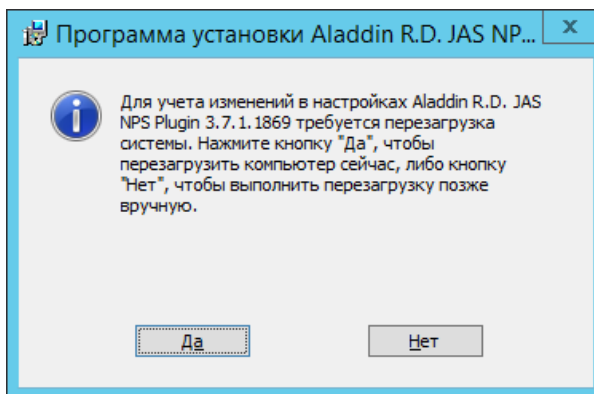 Программа установки Aladdin R.D. JAS NP...
x
Для учета изменений в настройках Aladdin R.D. JAS
NPS Plugin 3.7.1.1869 требуется перезагрузка
системы. Нажмите кнопку "Да", чтобы
перезагрузить компьютер сейчас, либо кнопку
"Нет", чтобы выполнить перезагрузку позже
вручную.
Да
Нет